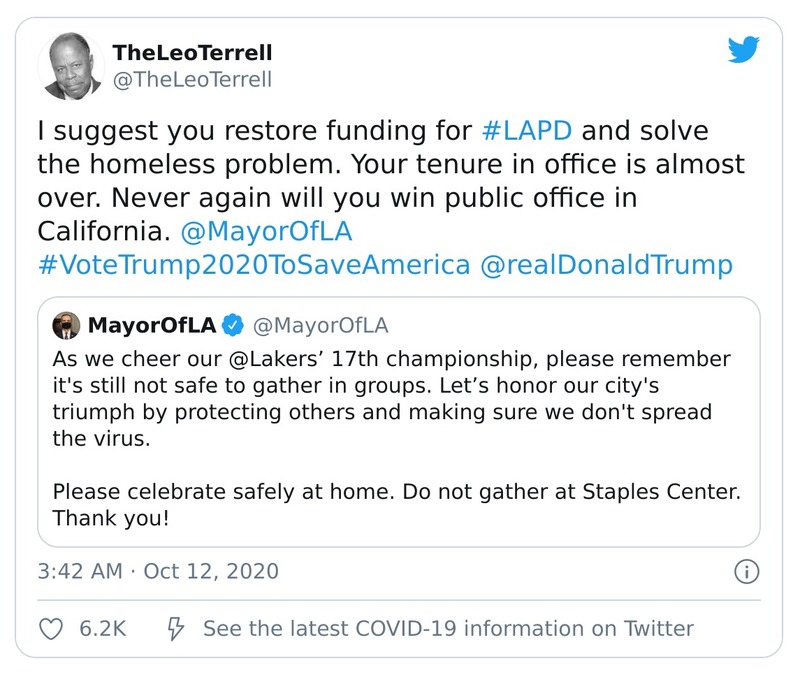 TheLeoTerrell
@TheLeoTerrell
I suggest you restore funding for #LAPD and solve
the homeless problem. Your tenure in office is almost
over. Never again will you win public office in
California. @MayorOfLA
#VoteTrump2020ToSaveAmerica @realDonaldTrump
MayorOfLA @MayorOfLA
As we cheer our @Lakers’ 17th championship, please remember
it's still not safe to gather in groups. Let’s honor our city's
triumph by protecting others and making sure we don't spread
the virus.
Please celebrate safely at home. Do not gather at Staples Center.
Thank you!
3:42 AM · Oct 12, 2020
6.2K See the latest COVID-19 information on Twitter